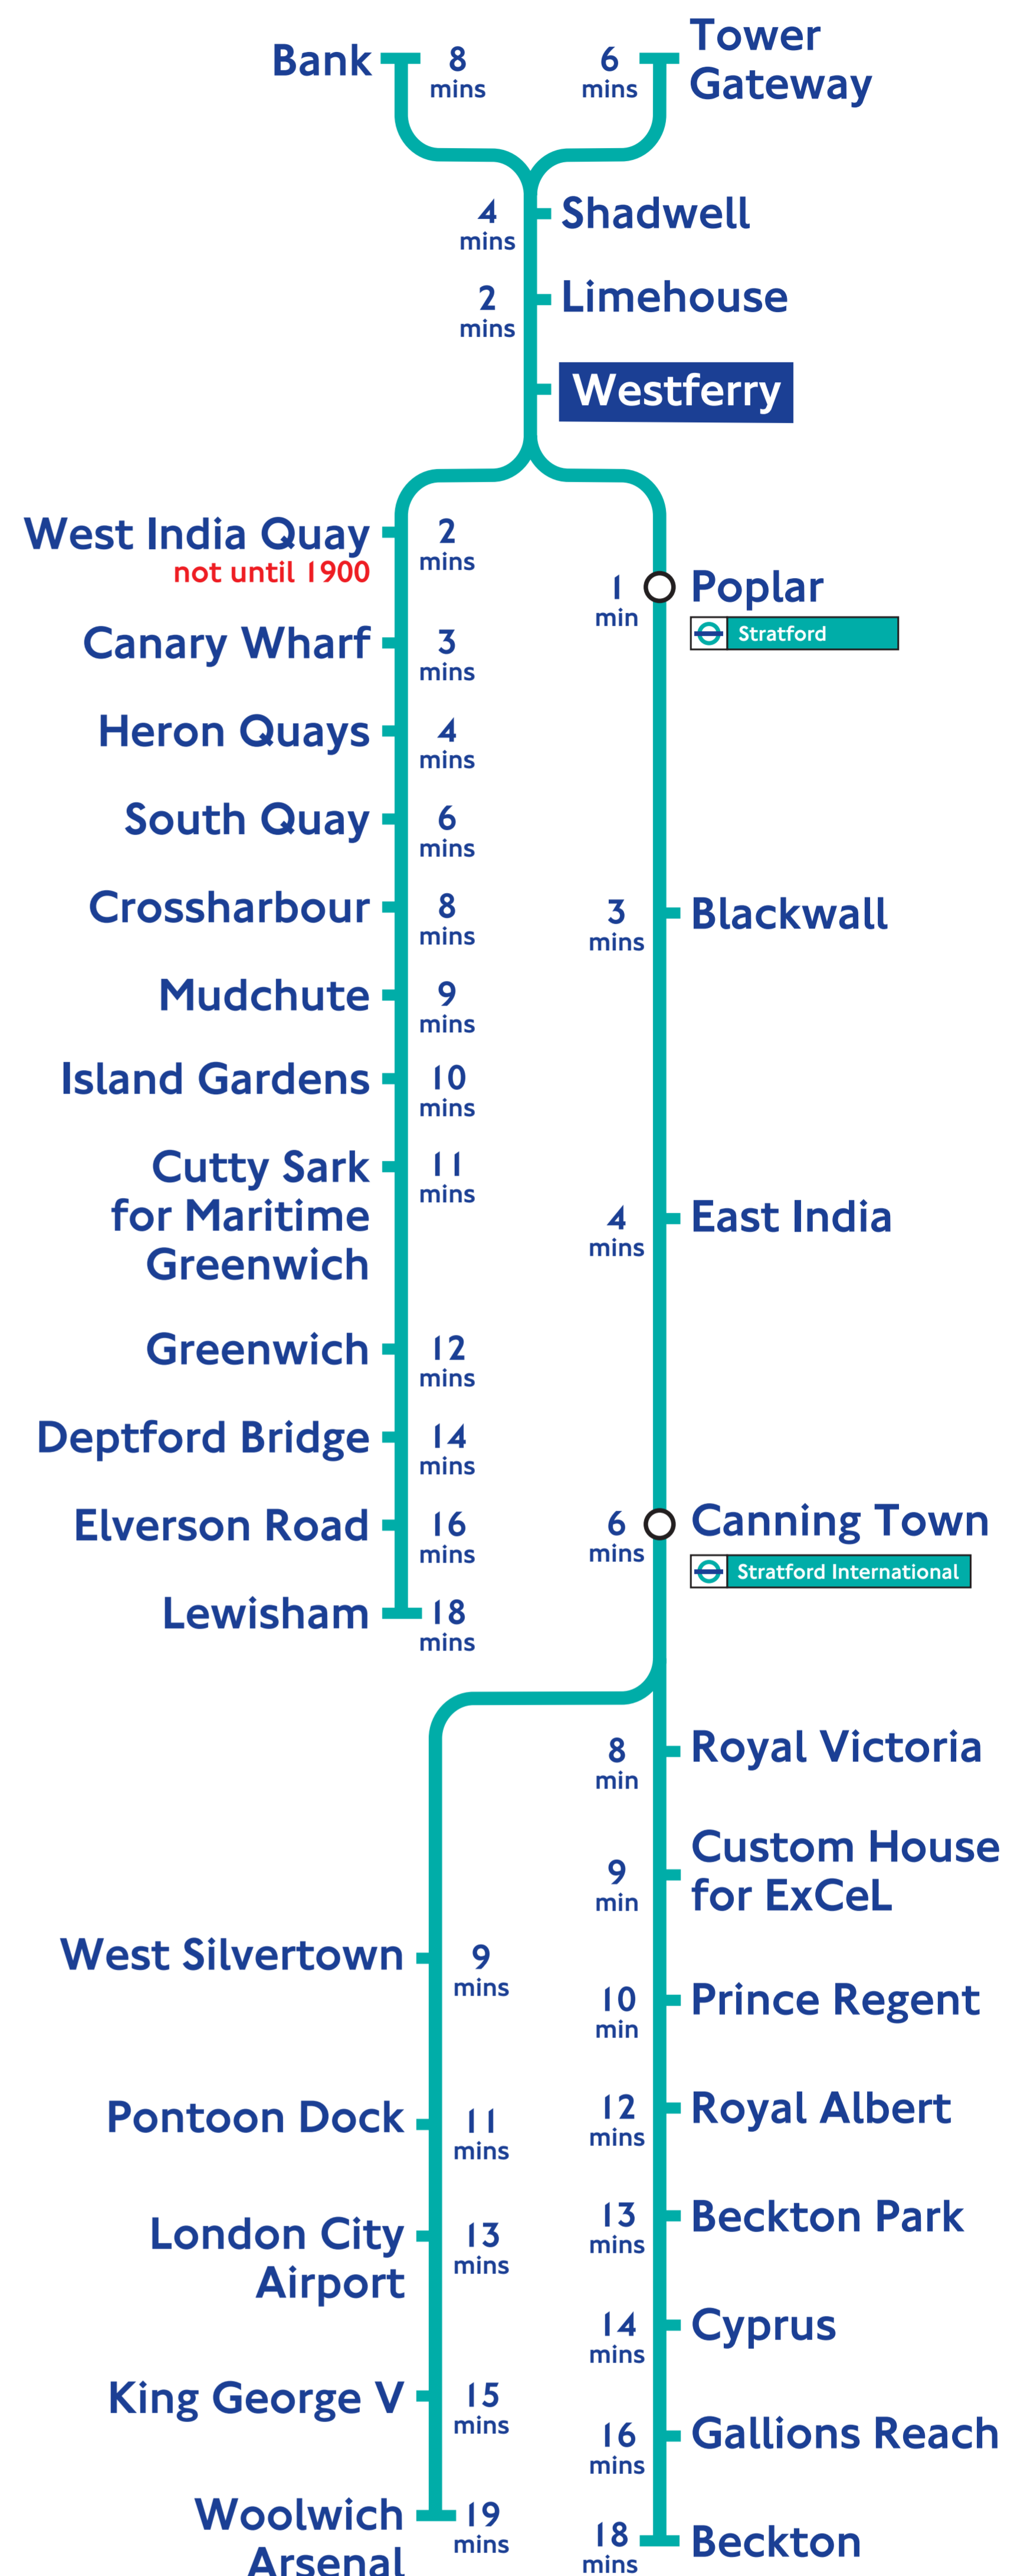 Bank
8
mins
6
mins
Tower
Gateway
4
mins
Shadwell
2
mins
Limehouse
Westferry
West India Quay
not until 1900
2
mins
Canary Wharf
3
mins
Heron Quays
4
mins
South Quay
6
mins
Crossharbour
8
mins
Mudchute
9
mins
Island Gardens
10
mins
Cutty Sark
for Maritime
Greenwich
11
mins
Greenwich
12
mins
Deptford Bridge
14
mins
Elverson Road
16
mins
Lewisham
18
mins
1
min
Poplar
Stratford
3
mins
Blackwall
4
mins
East India
6
mins
Canning Town
Stratford International
8
min
Royal Victoria
9
min
Custom House
for ExCeL
10
min
Prince Regent
12
mins
Royal Albert
13
mins
Beckton Park
14
mins
Cyprus
16
mins
Gallions Reach
18
mins
Beckton
West Silvertown
9
mins
Pontoon Dock
11
mins
London City
Airport
13
mins
King George V
15
mins
Woolwich
Arsenal
19
mins